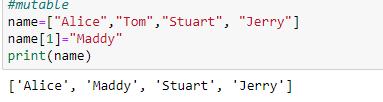 #mutable
name=["Alice","Tom","Stuart", "Jerry"]
name[1]="Maddy"
print(name)
['Alice', 'Maddy', 'Stuart', 'Jerry']